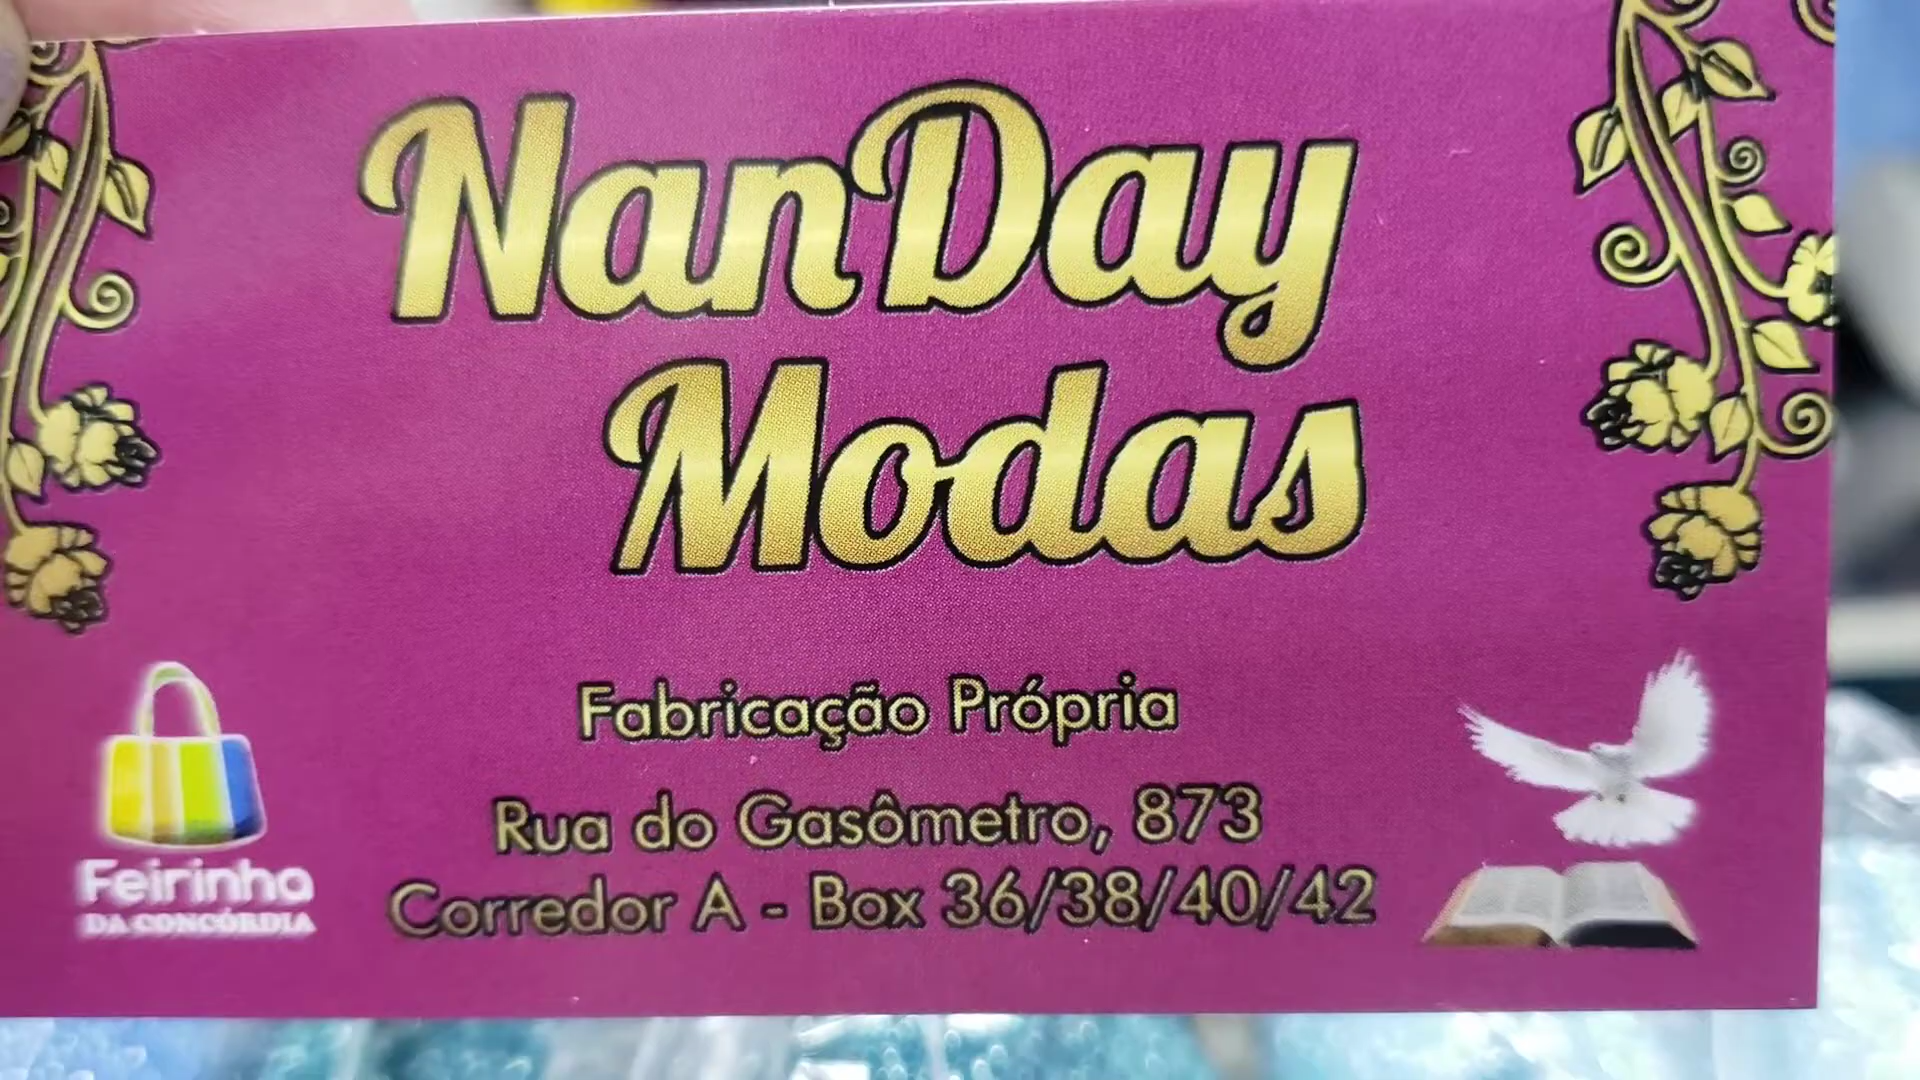 NanDay
Modas
Fabricação Própria
Rua do Gasômetro, 873
Corredor A - Box 36/38/40/42
Feirinha
DA CONCÓRDIA